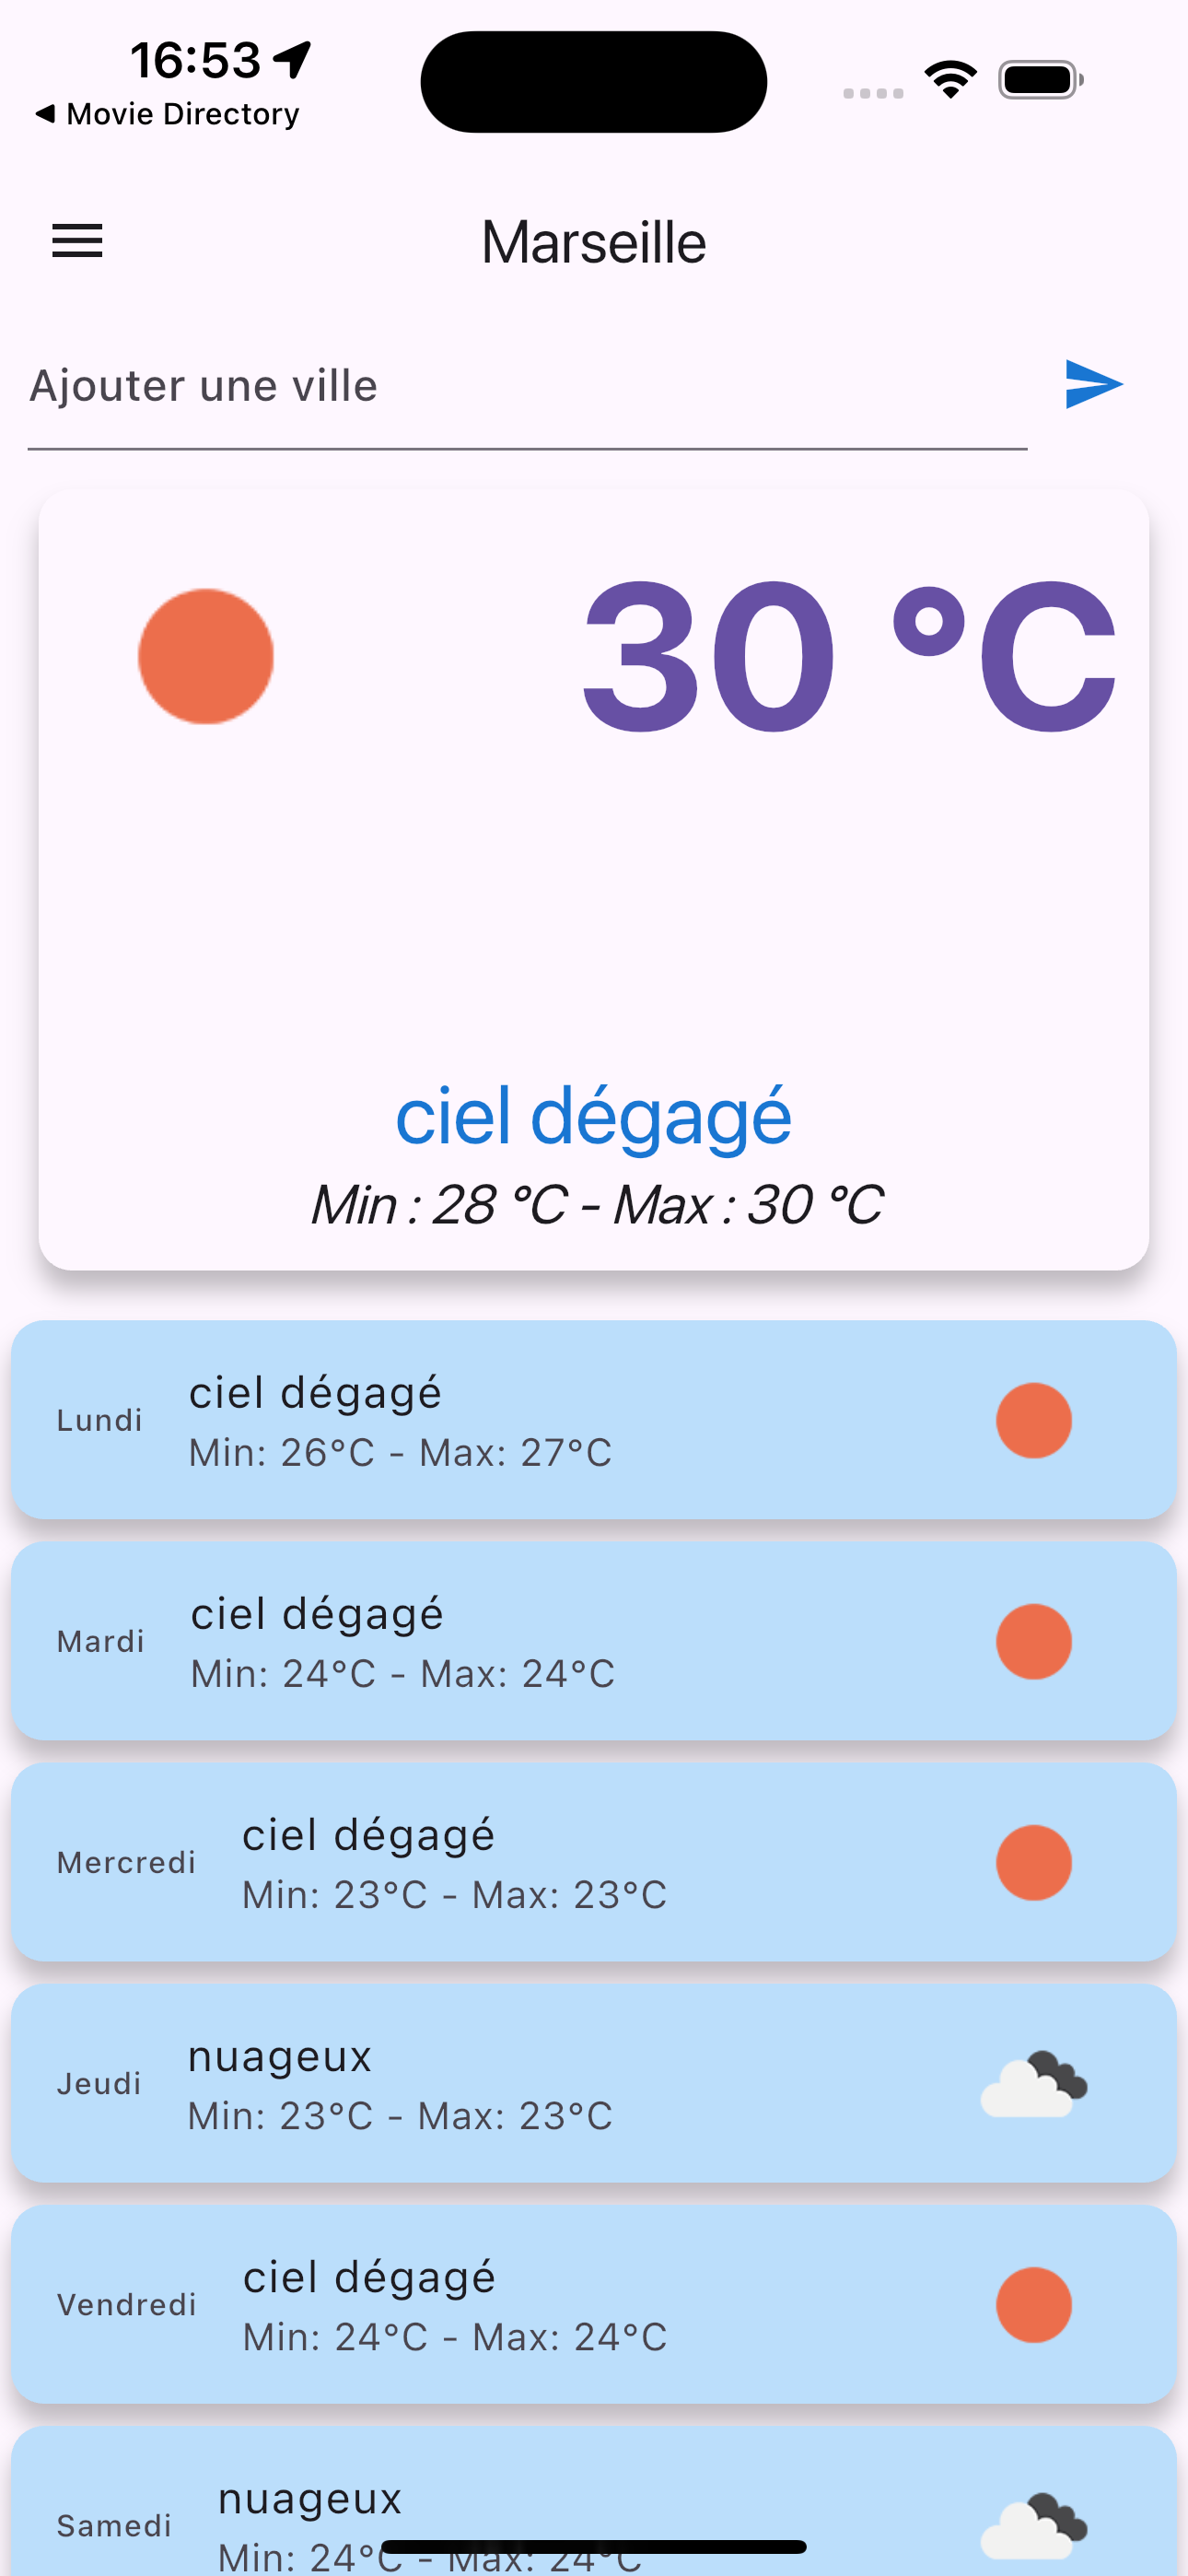 16:53
Movie Directory
Marseille
Ajouter une ville
30 °C
ciel dégagé
Min : 28 °C - Max : 30 °C
Lundi
ciel dégagé
Min: 26°C - Max: 27°C
Mardi
ciel dégagé
Min: 24°C - Max: 24°C
Mercredi
ciel dégagé
Min: 23°C - Max: 23°C
Jeudi
nuageux
Min: 23°C - Max: 23°C
Vendredi
ciel dégagé
Min: 24°C - Max: 24°C
Samedi
nuageux
Min: 24°C - Max: 24°C